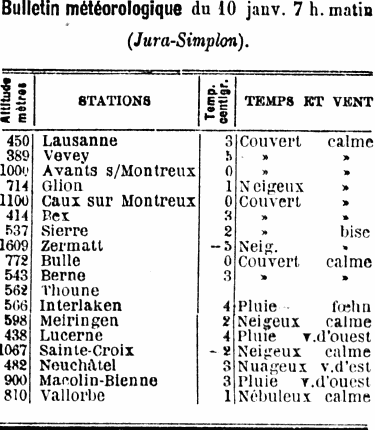 Bulletin météorologique du 10 janv. 7 h. matin
(Jura-Simplon).
Altitude mètres STATIONS Temp. centigr. TEMPS ET VENT
450 Lausanne 3 Couvert calme
389 Vevey 5 » »
1000 Avants s/Montreux 0 » »
714 Glion 1 Neigeux »
1100 Caux sur Montreux 0 Couvert »
414 Bex 3 » »
537 Sierre 2 » bise
1609 Zermatt –5 Neig. »
772 Bulle 0 Couvert calme
543 Berne 3 » »
562 Thoune
566 Interlaken 4 Pluie fœhn
598 Meiringen 2 Neigeux calme
438 Lucerne 4 Pluie v.d'ouest
1067 Sainte-Croix –2 Neigeux calme
482 Neuchâtel 3 Nuageux v.d'est
900 Macolin-Bienne 3 Pluie v.d'ouest
810 Vallorbe 1 Nébuleux calme